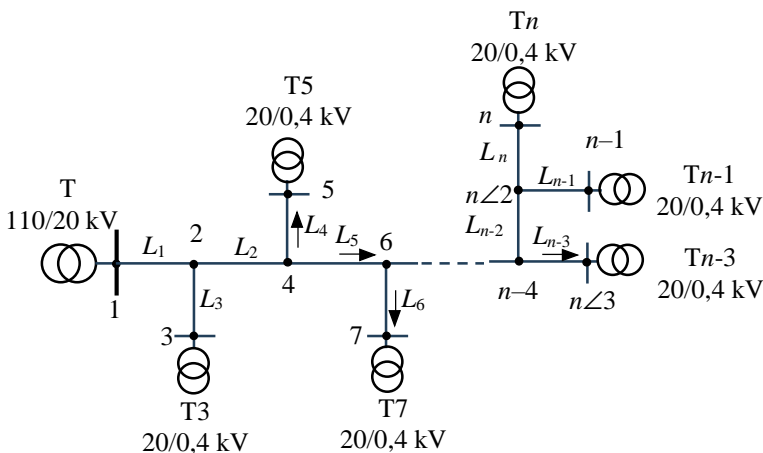 Tn
20/0,4 kV
T5
20/0,4 kV
n
n–1
Ln
T
110/20 kV
5
n∠2
Ln-1
Tn-1
20/0,4 kV
L1
2
L2
L4
L5
6
Ln-2
Ln-3
Tn-3
20/0,4 kV
1
L3
4
L6
n–4
n∠3
3
7
T3
20/0,4 kV
T7
20/0,4 kV